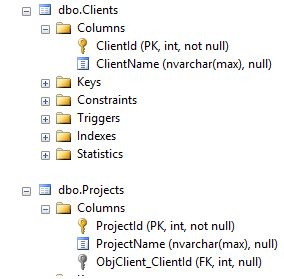 dbo.Clients
Columns
ClientId (PK, int, not null)
ClientName (nvarchar(max), null)
Keys
Constraints
Triggers
Indexes
Statistics
dbo.Projects
Columns
ProjectId (PK, int, not null)
ProjectName (nvarchar(max), null)
ObjClient_ClientId (FK, int, null)